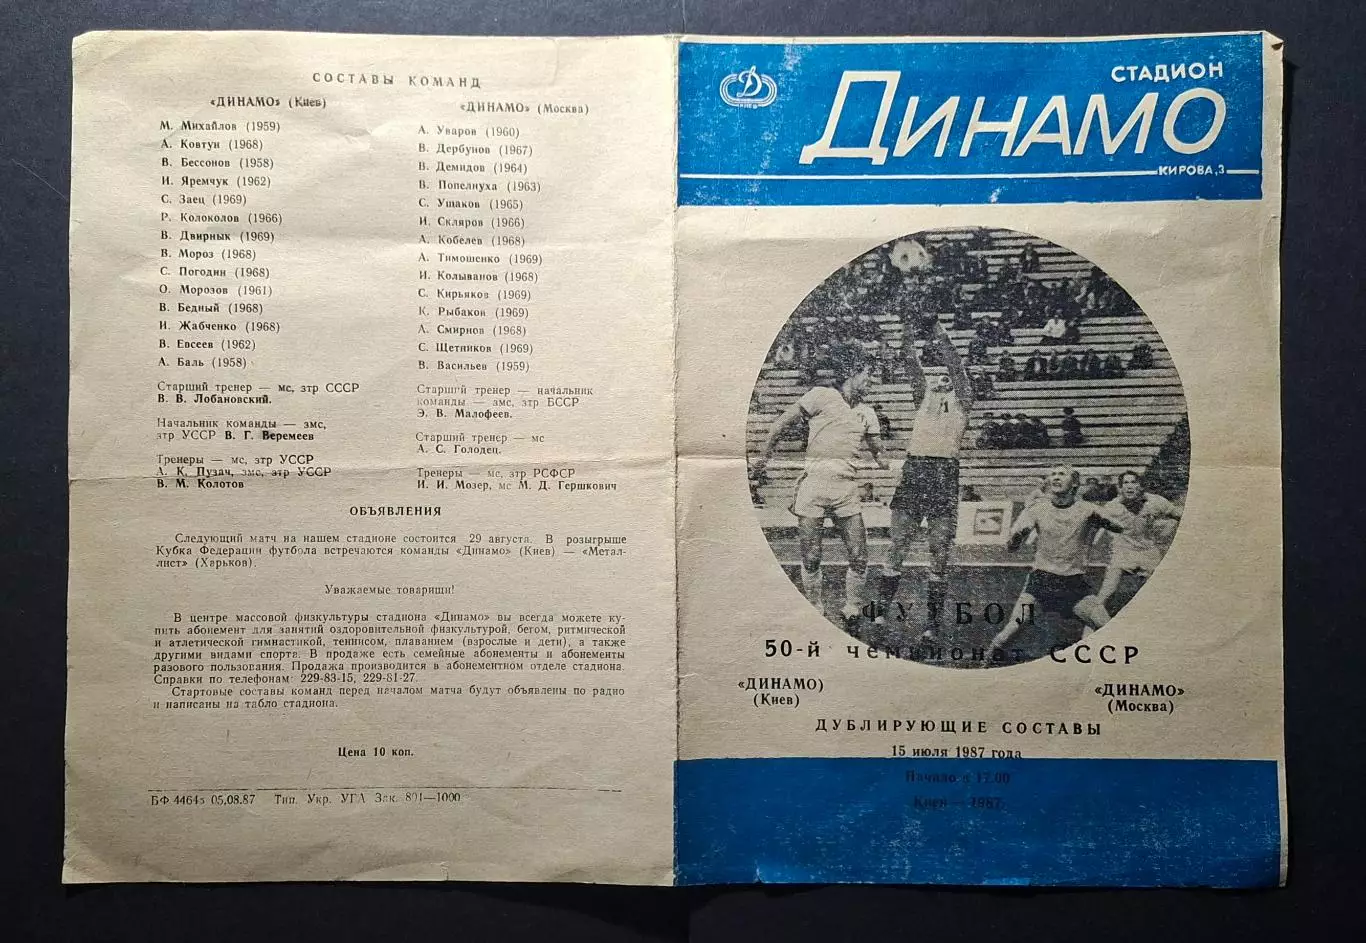 СОСТАВЫ КОМАНД
«ДИНАМО» (Киев)
М. Михайлов (1959)
А. Ковтун (1968)
В. Бессонов (1958)
И. Яремчук (1962)
С. Заец (1969)
Р. Колоколов (1966)
В. Двирнык (1969)
В. Мороз (1968)
С. Погодин (1968)
О. Морозов (1961)
В. Бедный (1968)
И. Жабченко (1968)
В. Евсеев (1962)
А. Баль (1958)
Старший тренер — мс, зтр СССР
В. В. Лобановский.
Начальник команды — змс,
зтр УССР В. Г. Веремеев
Тренеры — мс, зтр УССР
А. К. Пузач, змс, зтр УССР
В. М. Колотов
«ДИНАМО» (Москва)
А. Уваров (1960)
В. Дербунов (1967)
В. Демидов (1964)
В. Попелнуха (1963)
С. Ушаков (1965)
И. Скляров (1966)
А. Кобелев (1968)
А. Тимошенко (1969)
И. Колыванов (1968)
С. Кирьяков (1969)
К. Рыбаков (1969)
А. Смирнов (1968)
С. Щетников (1969)
В. Васильев (1959)
Старший тренер — начальник
команды — змс, зтр БССР
Э. В. Малофеев.
Старший тренер — мс
А. С. Голодец.
Тренеры — мс, зтр РСФСР
И. И. Мозер, мс М. Д. Гершкович
ОБЪЯВЛЕНИЯ
Следующий матч на нашем стадионе состоится 29 августа. В розыгрыше
Кубка Федерации футбола встречаются команды «Динамо» (Киев) — «Метал-
лист» (Харьков).
Уважаемые товарищи!
В центре массовой физкультуры стадиона «Динамо» вы всегда можете ку-
пить абонемент для занятий оздоровительной физкультурой, бегом, ритмической
и атлетической гимнастикой, теннисом, плаванием (взрослые и дети), а также
другими видами спорта. В продаже есть семейные абонементы и абонементы
разового пользования. Продажа производится в абонементном отделе стадиона.
Справки по телефонам: 229-83-15, 229-81-27.
Стартовые составы команд перед началом матча будут объявлены по радио
и написаны на табло стадиона.
Цена 10 коп.
БФ 44645 05,08.87 Тип. Укр. УГА Зак. 801—1000
Д
КИЕВ
СТАДИОН
ДИНАМО
КИРОВА,3
1
ФУТБОЛ
50-й чемпионат СССР
«ДИНАМО)
(Киев)
«ДИНАМО»
(Москва)
ДУБЛИРУЮЩИЕ СОСТАВЫ
15 июля 1987 года
Начало в 17.00
Киев — 1987